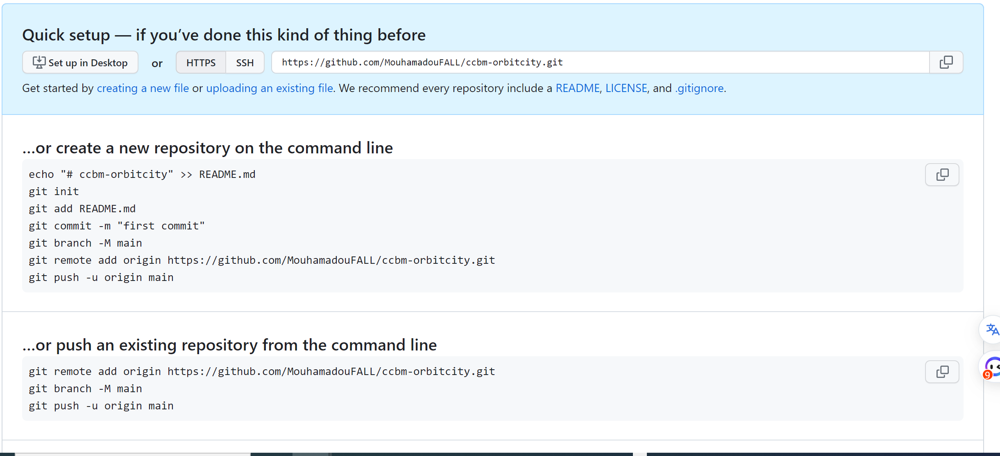 Quick setup — if you’ve done this kind of thing before
Set up in Desktop or HTTPS SSH https://github.com/MouhamadouFALL/ccbm-orbitcity.git
Get started by creating a new file or uploading an existing file. We recommend every repository include a README, LICENSE, and .gitignore.
…or create a new repository on the command line
echo "# ccbm-orbitcity" >> README.md
git init
git add README.md
git commit -m "first commit"
git branch -M main
git remote add origin https://github.com/MouhamadouFALL/ccbm-orbitcity.git
git push -u origin main
…or push an existing repository from the command line
git remote add origin https://github.com/MouhamadouFALL/ccbm-orbitcity.git
git branch -M main
git push -u origin main
文A
9